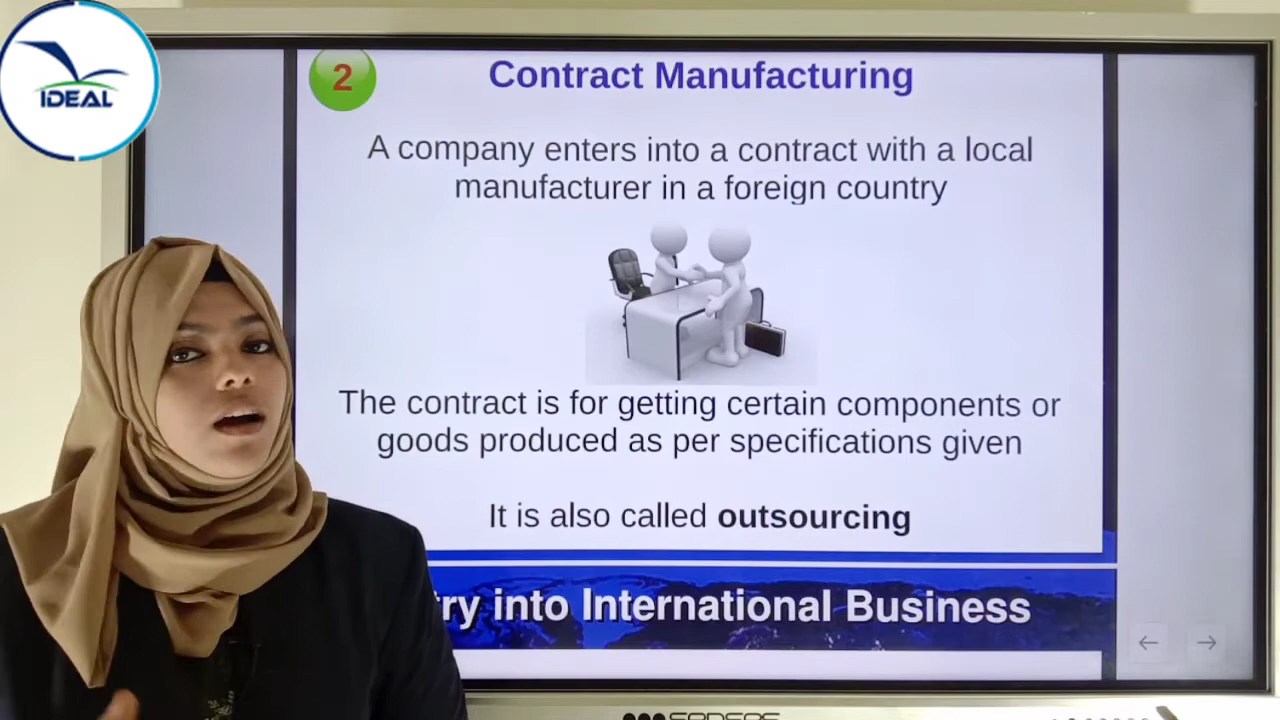 IDEAL
2
Contract Manufacturing
A company enters into a contract with a local
manufacturer in a foreign country
The contract is for getting certain components or
goods produced as per specifications given
It is also called outsourcing
try into International Business